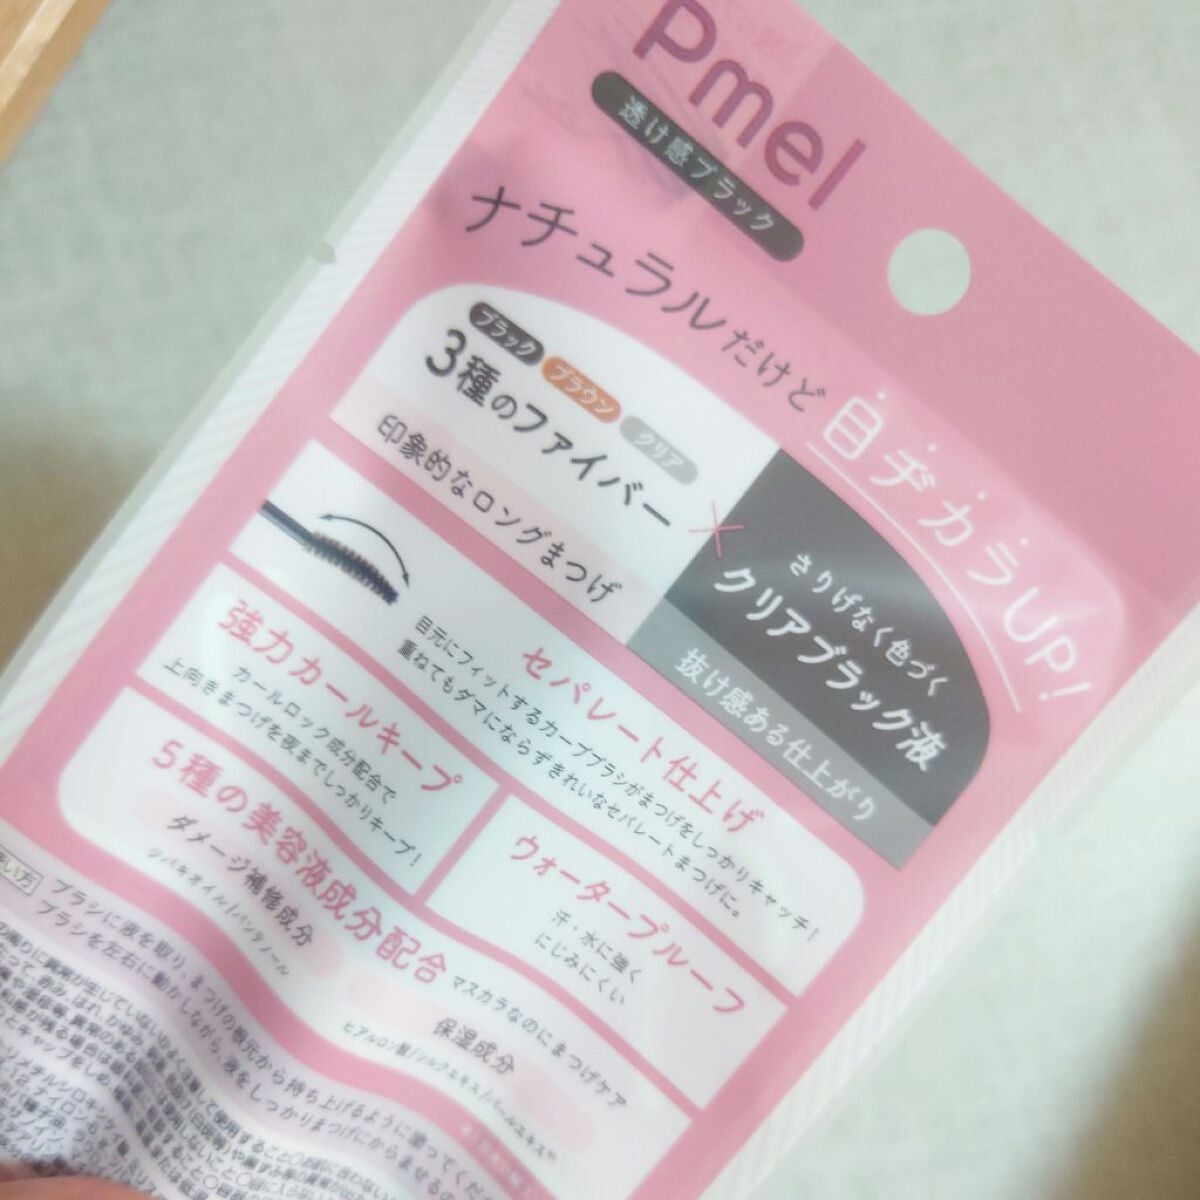 Pmel
透け感ブラック
ナチュラルだけど目ヂカラUP!
ブラック ブラウン クリア
3種のファイバー
印象的なロングまつげ
×
さりげなく色づく
クリアブラック液
抜け感ある仕上がり
セパレート仕上げ
目元にフィットするカーブブラシがまつげをしっかりキャッチ!
重ねてもダマにならずきれいなセパレートまつげに。
強力カールキープ
カールロック成分配合で
上向きまつげを夜までしっかりキープ!
ウォータープルーフ
汗・水に強く
にじみにくい
5種の美容液成分配合 マスカラなのにまつげケア
ダメージ補修成分
ツバキオイル/パンテノール
保湿成分
ヒアルロン酸/シルクエキス/パールエキス
い方
ブラシに液を取り、まつげの根元から持ち上げるように塗ってくだ
ブラシを左右に動かしながら、液をしっかりまつげにからませるの